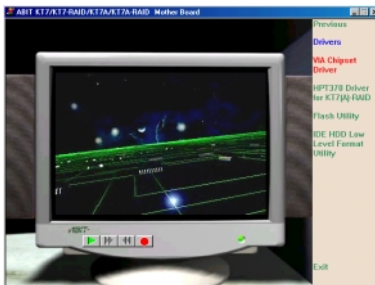 ABIT KT7/KT7-RAID/KT7A/KT7A-RAID Mother Board
Previous
Drivers
VIA Chipset
Driver
HPT370 Driver
for KT7(A)-RAID
Flash Utility
IDE HDD Low
Level Format
Utility
ABIT
Exit